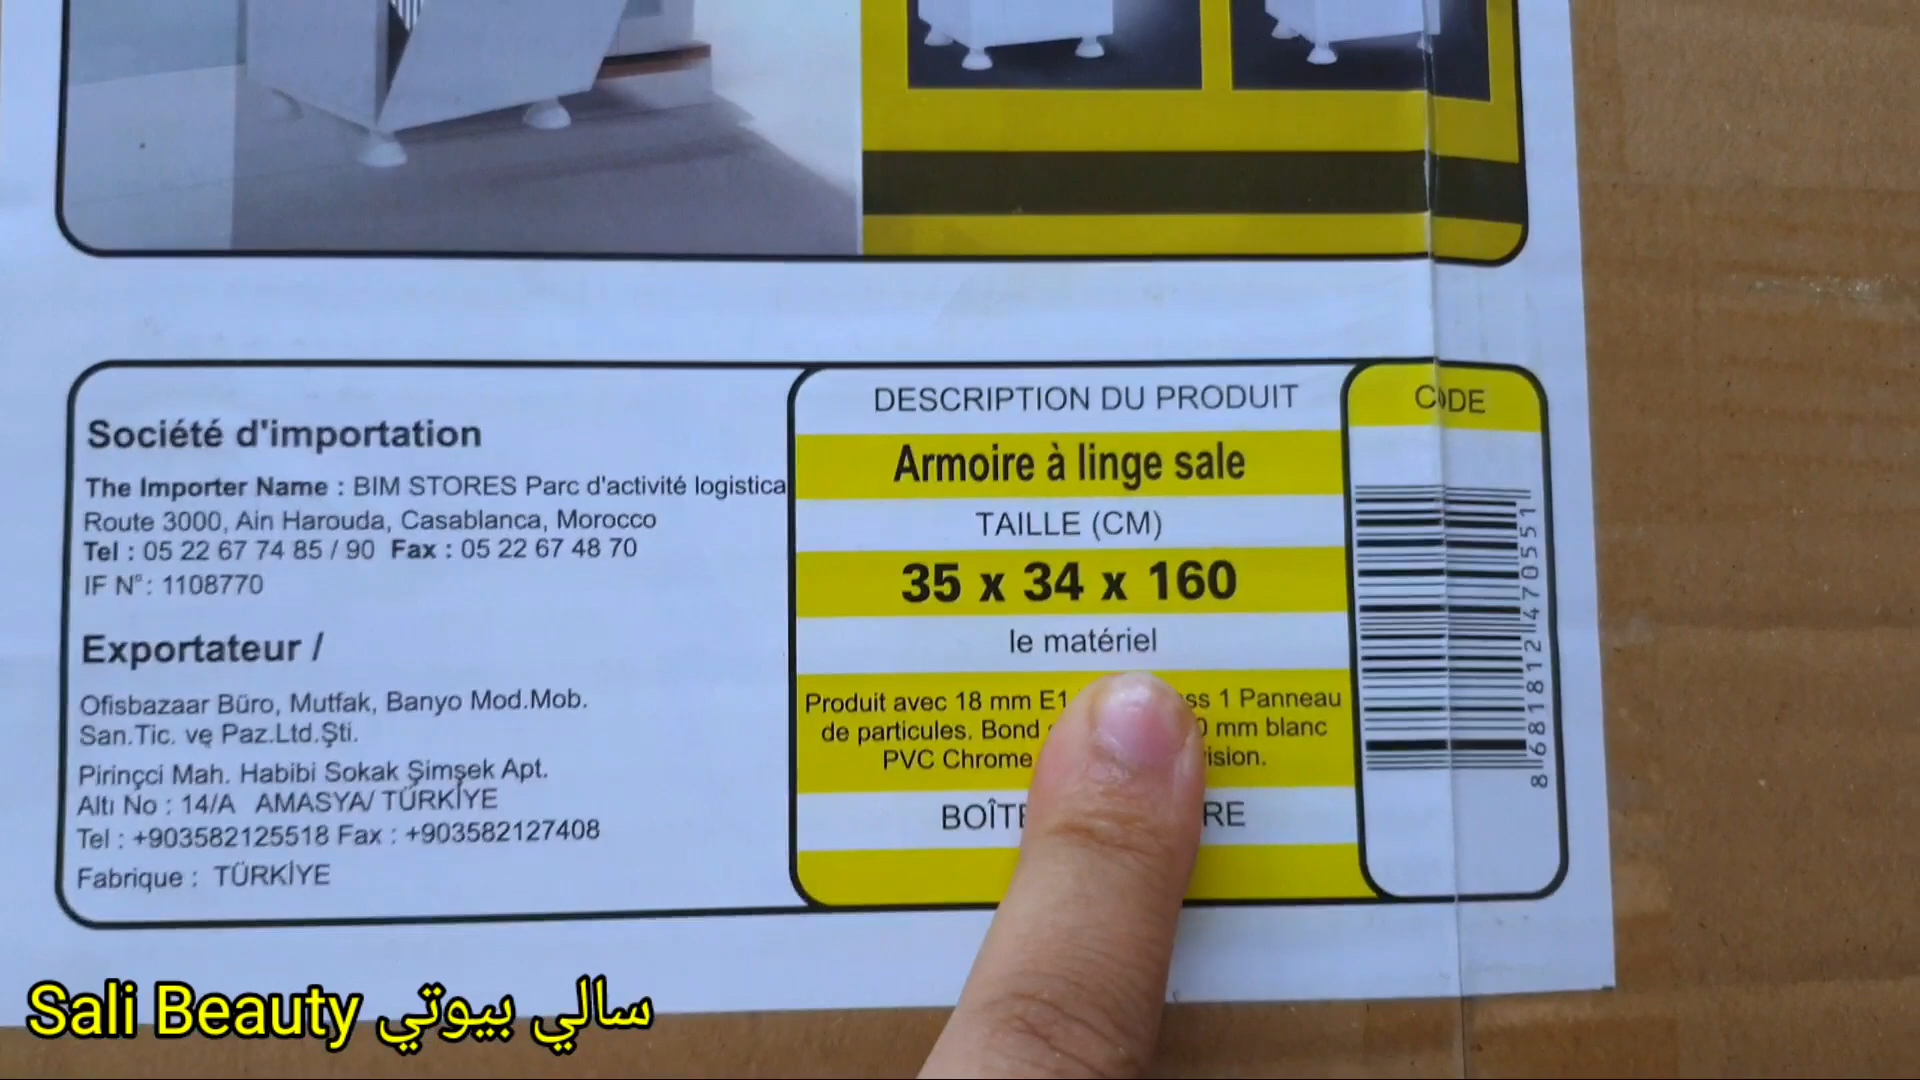 Société d'importation
The Importer Name : BIM STORES Parc d'activité logistica
Route 3000, Ain Harouda, Casablanca, Morocco
Tel : 05 22 67 74 85 / 90 Fax : 05 22 67 48 70
IF N°: 1108770
Exportateur /
Ofisbazaar Büro, Mutfak, Banyo Mod.Mob.
San.Tic. ve Paz.Ltd.Şti.
Pirinçci Mah. Habibi Sokak Şimşek Apt.
Altı No : 14/A AMASYA/ TÜRKİYE
Tel : +903582125518 Fax : +903582127408
Fabrique : TÜRKİYE
DESCRIPTION DU PRODUIT
Armoire à linge sale
TAILLE (CM)
35 x 34 x 160
le matériel
Produit avec 18 mm E1 1 Panneau
de particules. Bond mm blanc
PVC Chrome
CODE
8681812470551
Sali Beauty سالي بيوتي